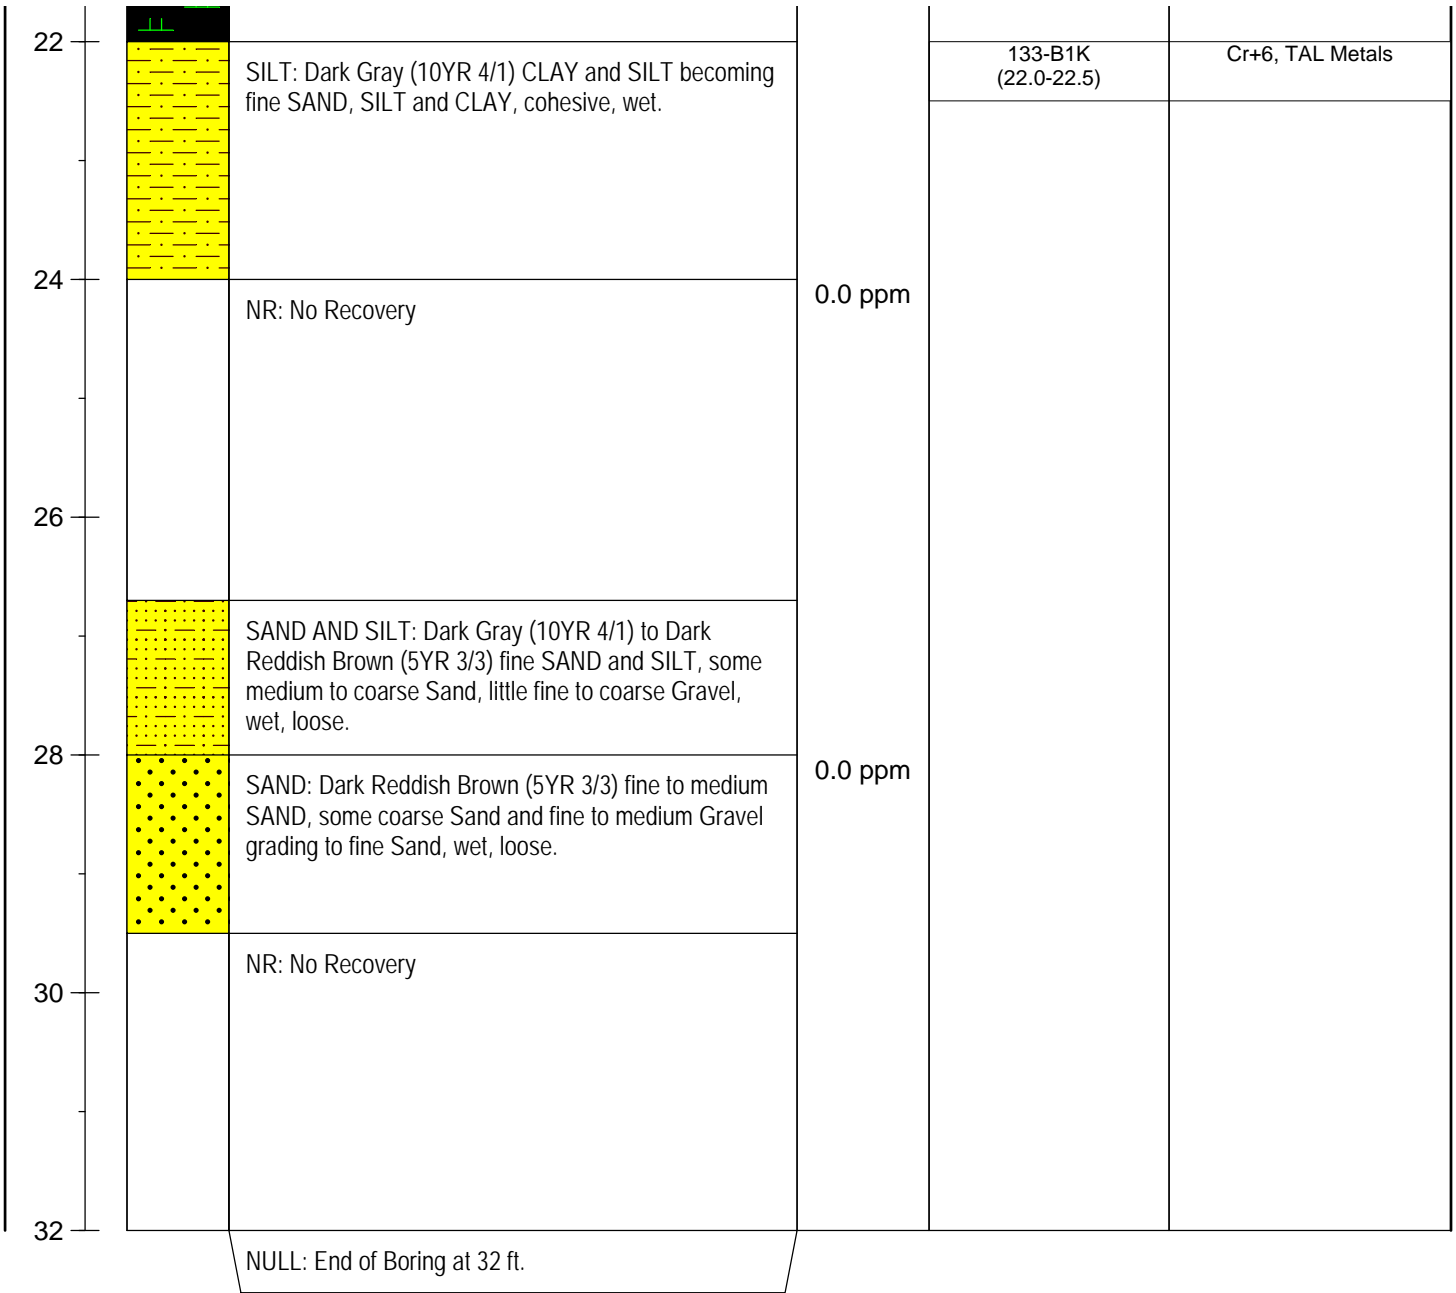 22
SILT: Dark Gray (10YR 4/1) CLAY and SILT becoming
fine SAND, SILT and CLAY, cohesive, wet.
133-B1K
(22.0-22.5)
Cr+6, TAL Metals
24
NR: No Recovery
0.0 ppm
26
SAND AND SILT: Dark Gray (10YR 4/1) to Dark
Reddish Brown (5YR 3/3) fine SAND and SILT, some
medium to coarse Sand, little fine to coarse Gravel,
wet, loose.
28
SAND: Dark Reddish Brown (5YR 3/3) fine to medium
SAND, some coarse Sand and fine to medium Gravel
grading to fine Sand, wet, loose.
0.0 ppm
NR: No Recovery
30
32
NULL: End of Boring at 32 ft.